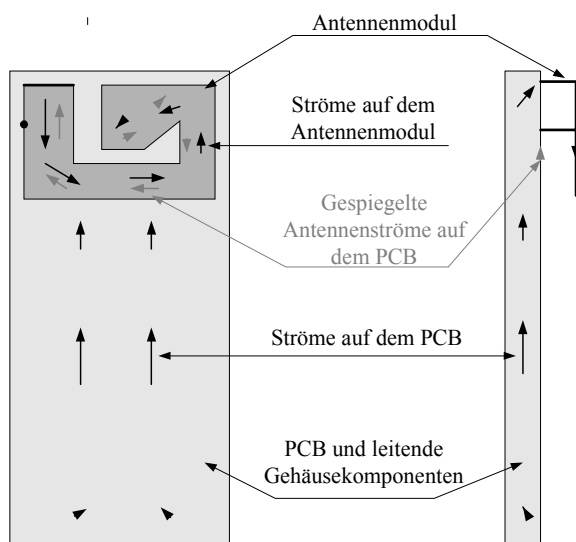 Antennenmodul
Ströme auf dem
Antennenmodul
Gespiegelte
Antennenströme auf
dem PCB
Ströme auf dem PCB
PCB und leitende
Gehäusekomponenten